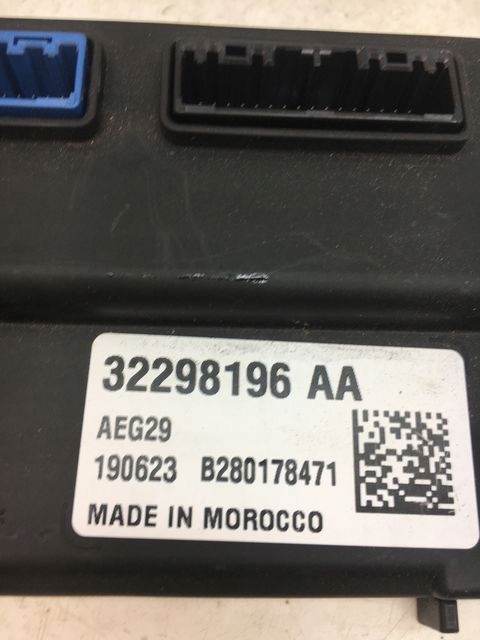 32298196 AA
AEG29
190623 B280178471
MADE IN MOROCCO